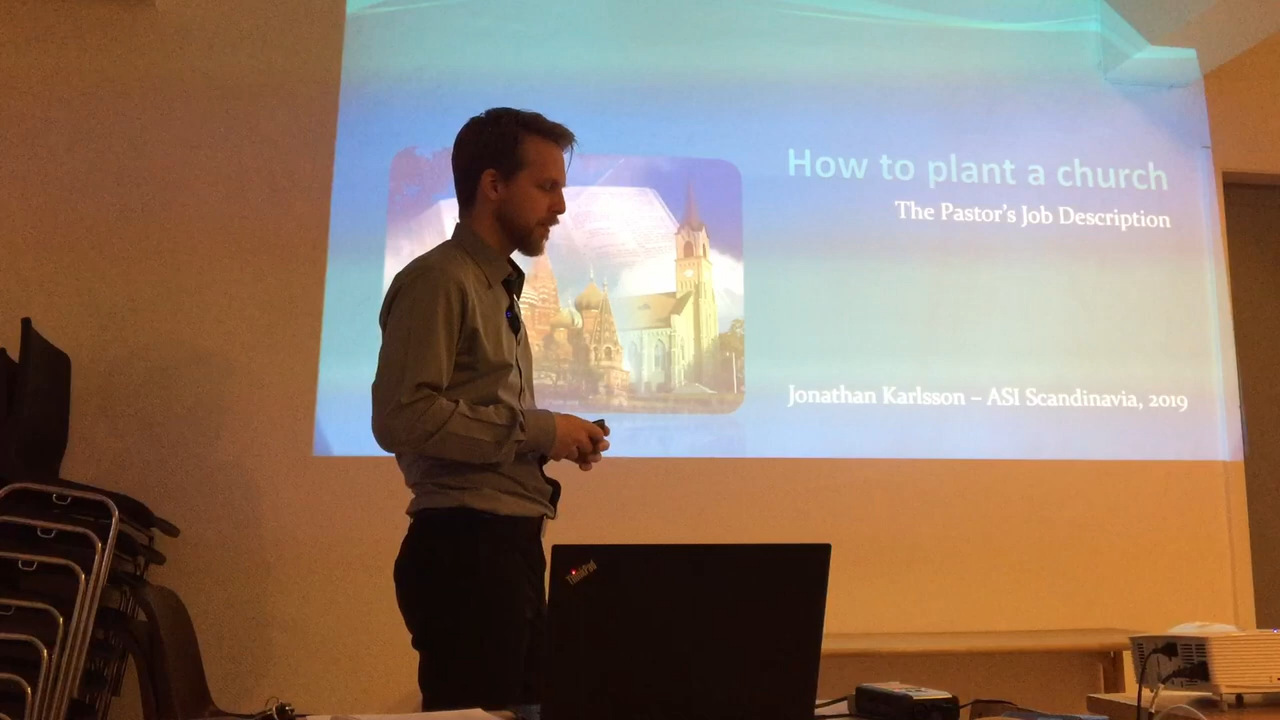 How to plant a church
The Pastor's Job Description
Jonathan Karlsson – ASI Scandinavia, 2019
ThinkPad